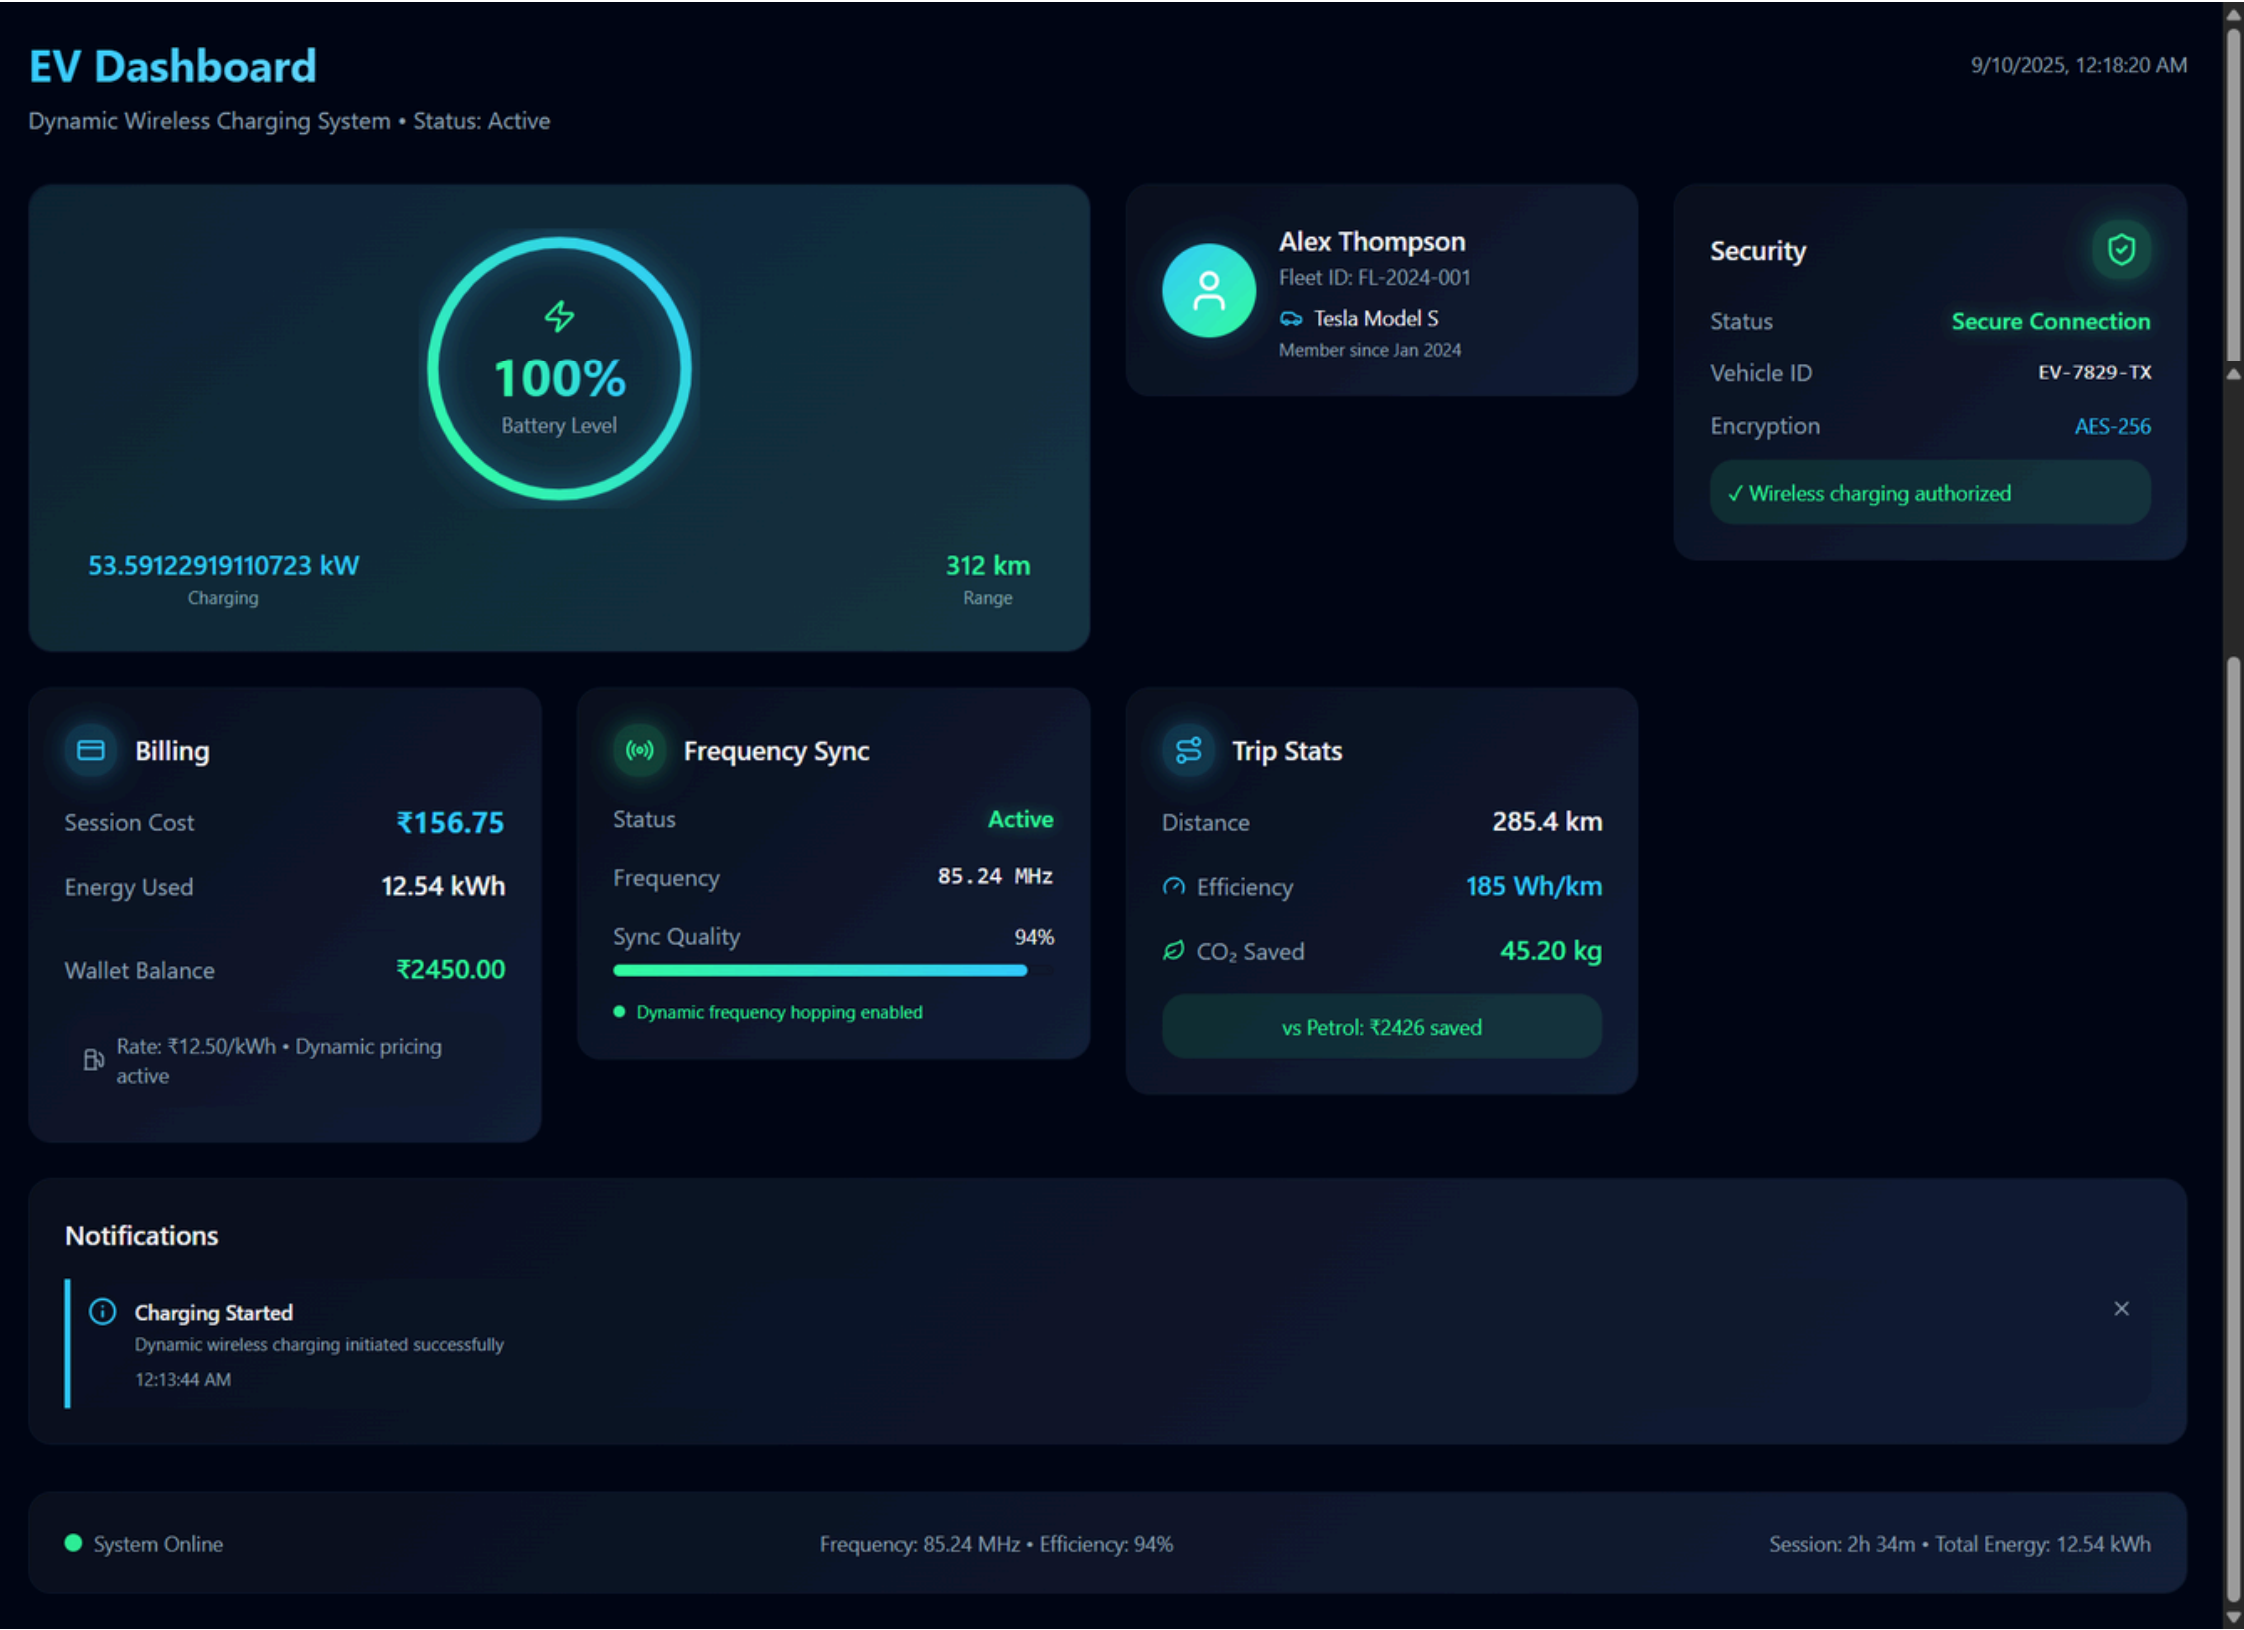 EV Dashboard
9/10/2025, 12:18:20 AM
Dynamic Wireless Charging System • Status: Active
100%
Battery Level
53.59122919110723 kW
Charging
312 km
Range
Alex Thompson
Fleet ID: FL-2024-001
Tesla Model S
Member since Jan 2024
Security
Status Secure Connection
Vehicle ID EV-7829-TX
Encryption AES-256
✓ Wireless charging authorized
Billing
Session Cost ₹156.75
Energy Used 12.54 kWh
Wallet Balance ₹2450.00
Rate: ₹12.50/kWh • Dynamic pricing
active
Frequency Sync
Status Active
Frequency 85.24 MHz
Sync Quality 94%
Dynamic frequency hopping enabled
Trip Stats
Distance 285.4 km
Efficiency 185 Wh/km
CO₂ Saved 45.20 kg
vs Petrol: ₹2426 saved
Notifications
Charging Started
Dynamic wireless charging initiated successfully
12:13:44 AM
System Online
Frequency: 85.24 MHz • Efficiency: 94%
Session: 2h 34m • Total Energy: 12.54 kWh